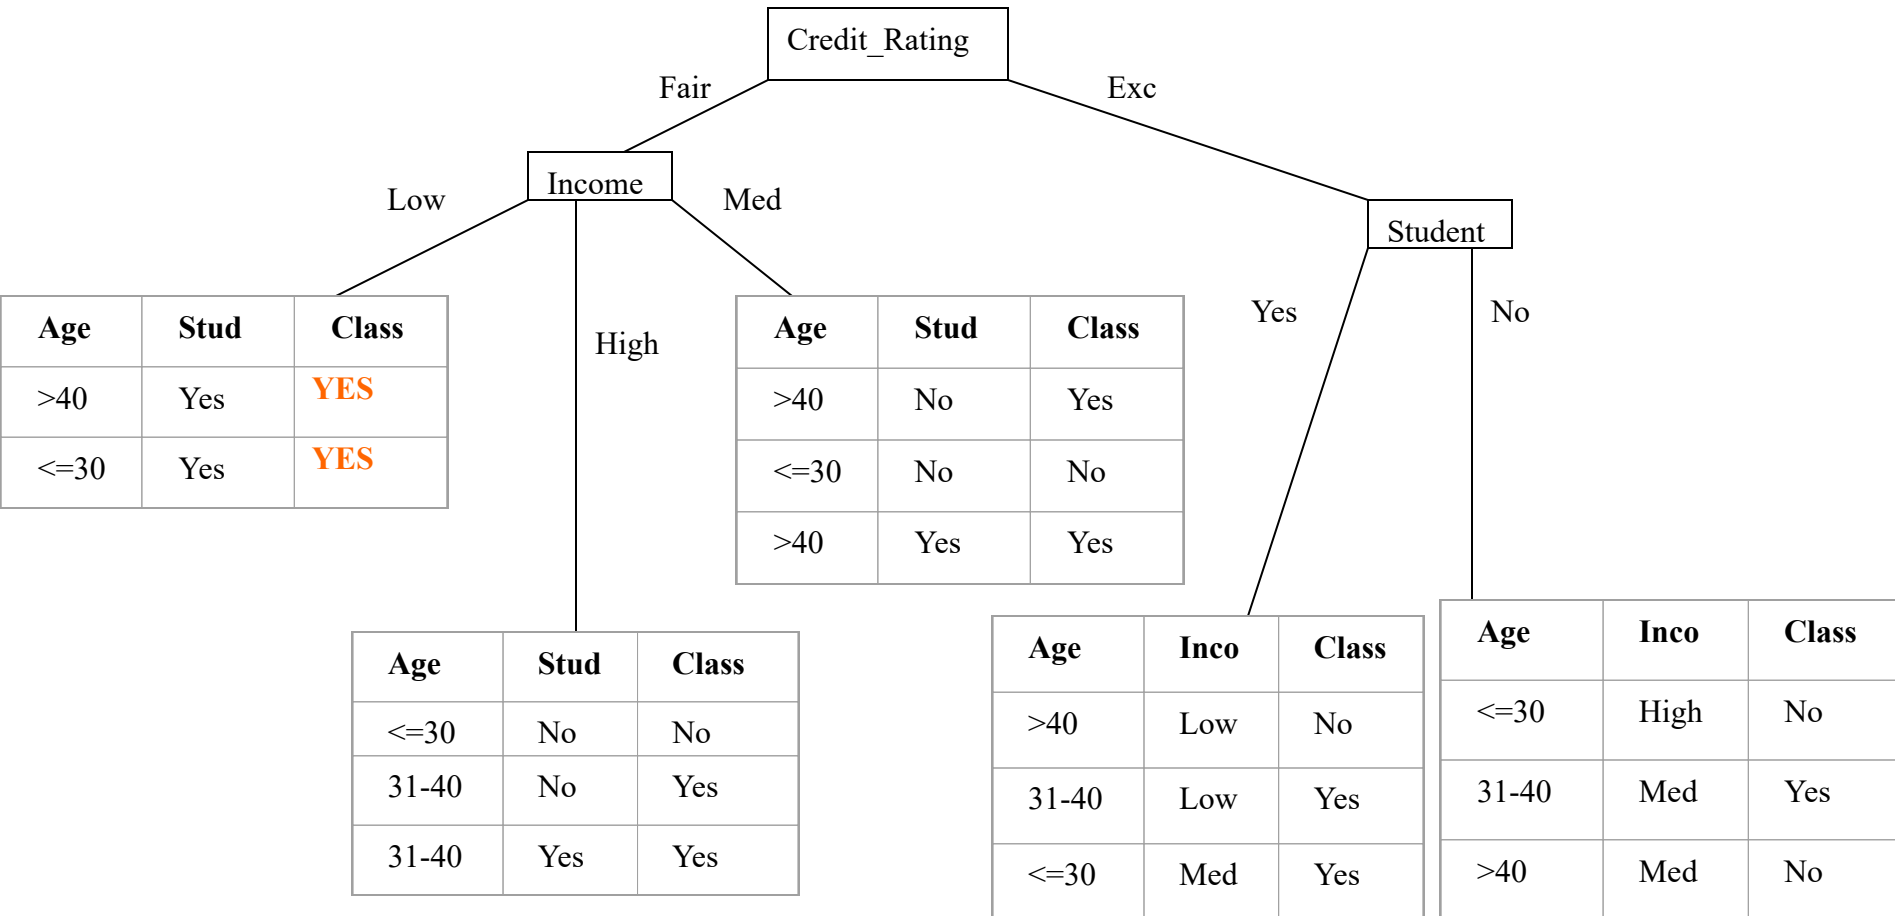 Credit_Rating
Fair
Exc
Income
Low
Med
Student
Age Stud Class
>40 Yes YES
<=30 Yes YES
High
Age Stud Class
>40 No Yes
<=30 No No
>40 Yes Yes
Yes
No
Age Stud Class
<=30 No No
31-40 No Yes
31-40 Yes Yes
Age Inco Class
>40 Low No
31-40 Low Yes
<=30 Med Yes
Age Inco Class
<=30 High No
31-40 Med Yes
>40 Med No